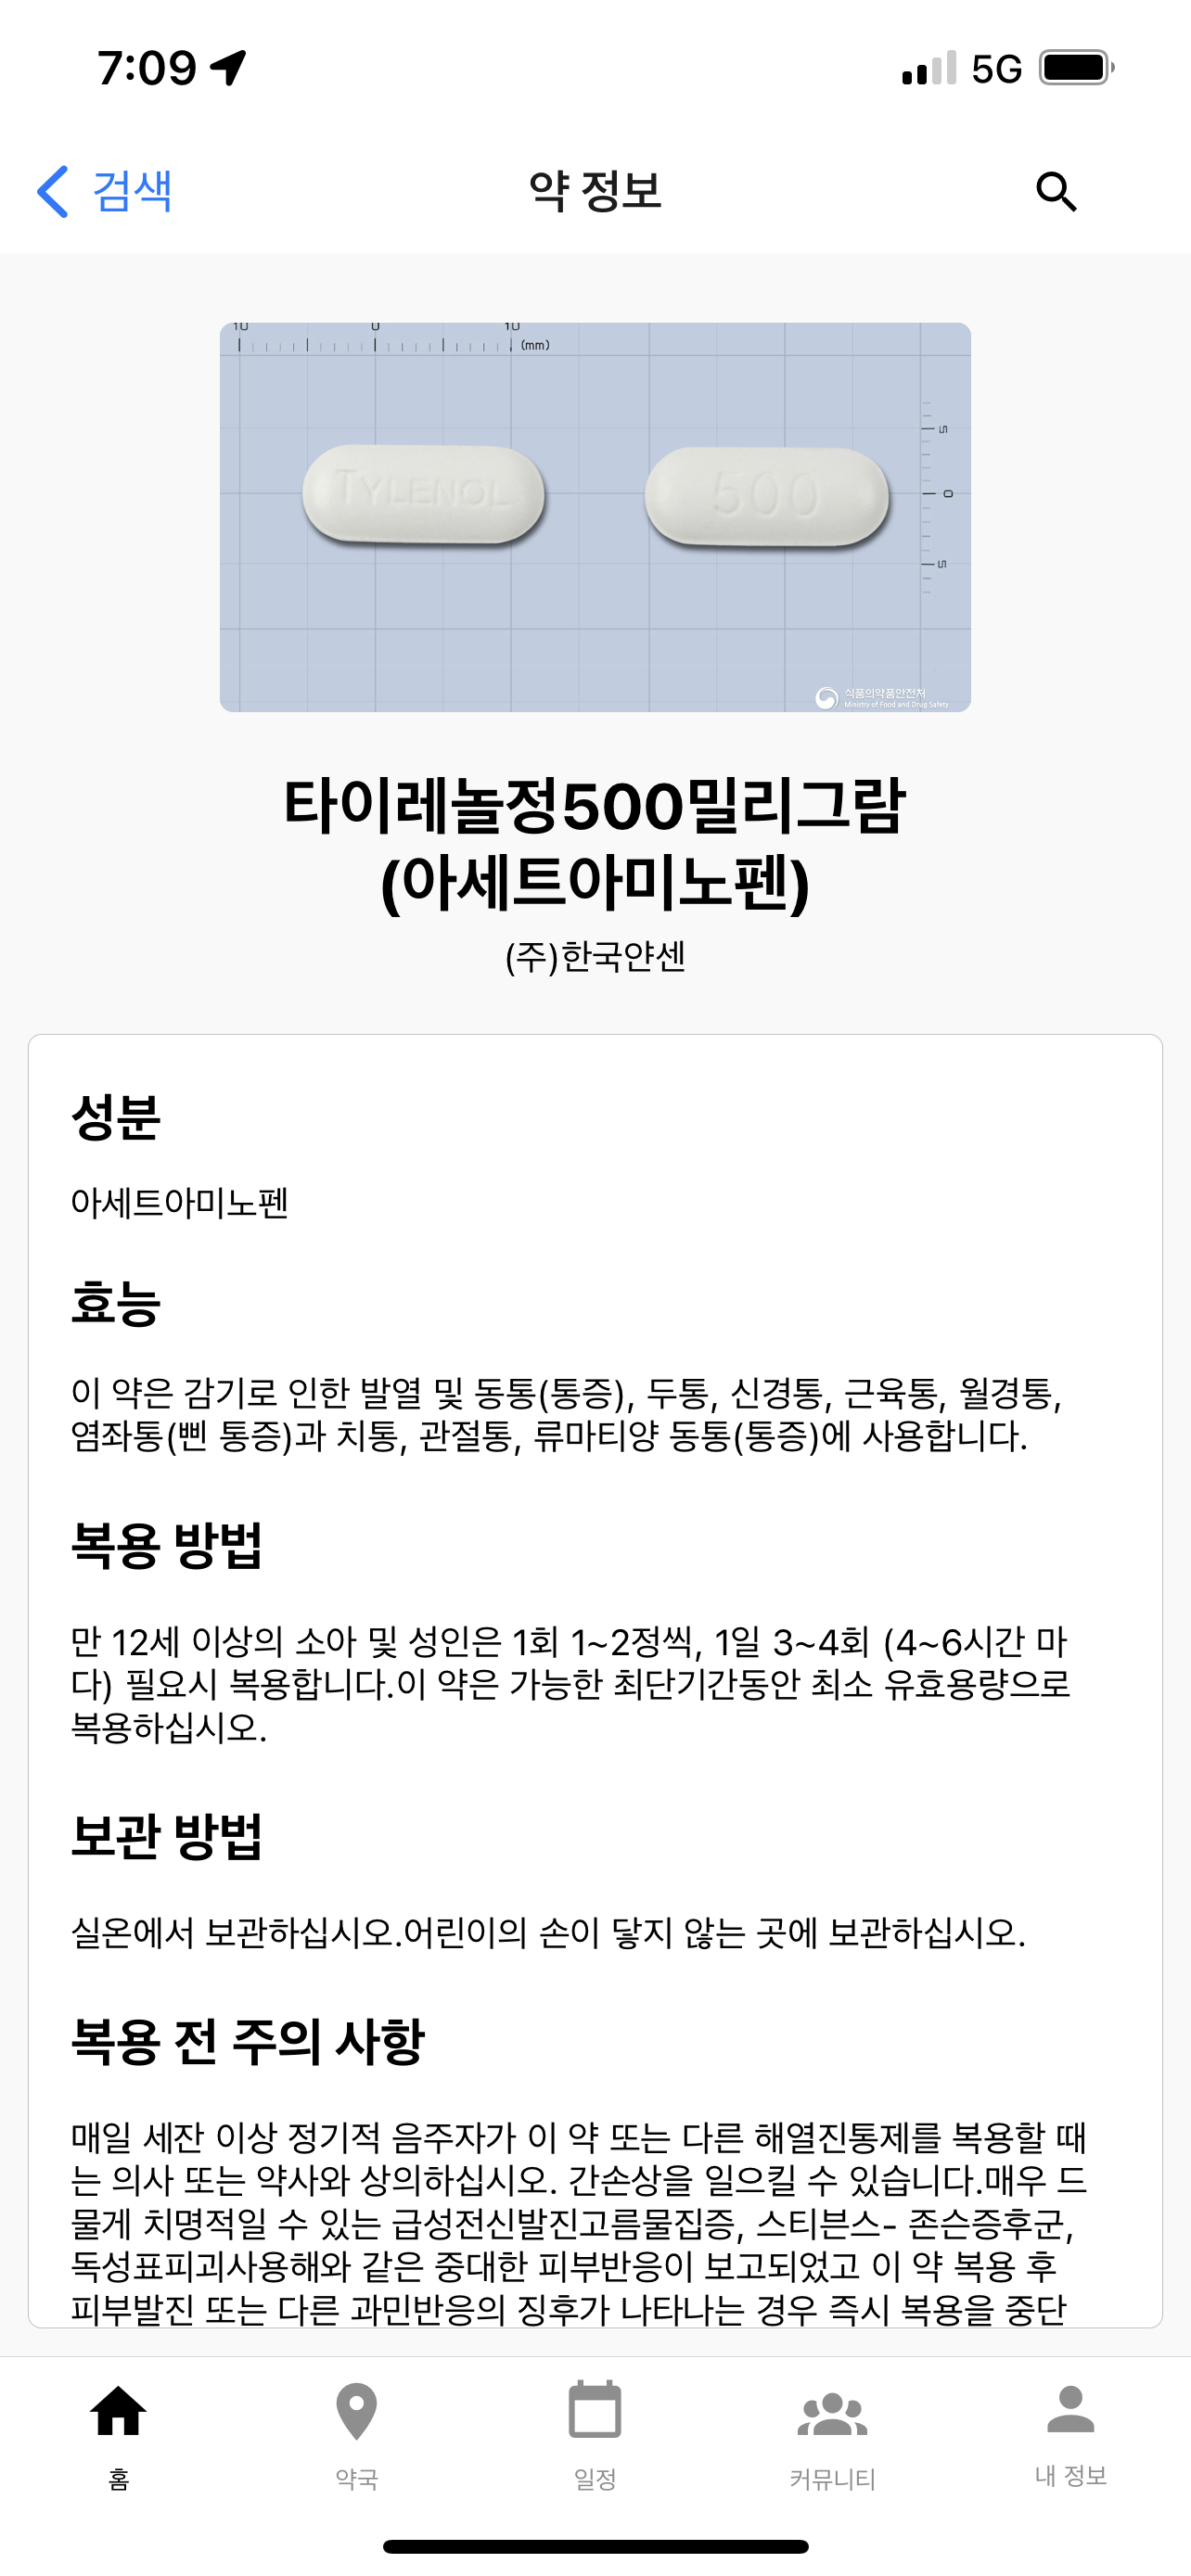 7:09
5G
검색
약 정보
10 0 10
(mm)
TYLENOL
500
5
0
5
식품의약품안전처
Ministry of Food and Drug Safety
타이레놀정500밀리그람
(아세트아미노펜)
(주)한국얀센
성분
아세트아미노펜
효능
이 약은 감기로 인한 발열 및 동통(통증), 두통, 신경통, 근육통, 월경통,
염좌통(삔 통증)과 치통, 관절통, 류마티양 동통(통증)에 사용합니다.
복용 방법
만 12세 이상의 소아 및 성인은 1회 1~2정씩, 1일 3~4회 (4~6시간 마
다) 필요시 복용합니다.이 약은 가능한 최단기간동안 최소 유효용량으로
복용하십시오.
보관 방법
실온에서 보관하십시오.어린이의 손이 닿지 않는 곳에 보관하십시오.
복용 전 주의 사항
매일 세잔 이상 정기적 음주자가 이 약 또는 다른 해열진통제를 복용할 때
는 의사 또는 약사와 상의하십시오. 간손상을 일으킬 수 있습니다.매우 드
물게 치명적일 수 있는 급성전신발진고름물집증, 스티븐스- 존슨증후군,
독성표피괴사용해와 같은 중대한 피부반응이 보고되었고 이 약 복용 후
피부발진 또는 다른 과민반응의 징후가 나타나는 경우 즉시 복용을 중단
홈
약국
일정
커뮤니티
내 정보